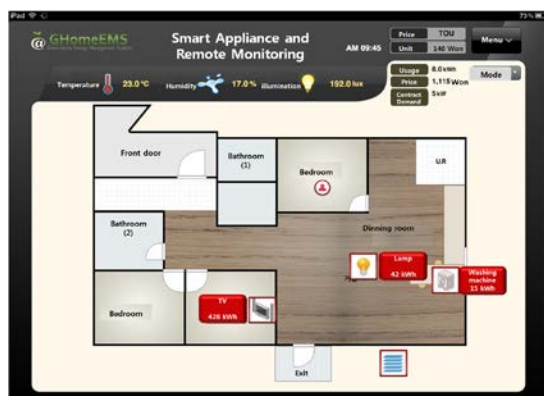 iPad
73%
GHomeEMS
Smart Appliance and
Remote Monitoring
AM 09:45
Price TOU
Unit 140 Won
Menu
Temperature 23.0 °C Humidity 17.0 % illumination 192.0 lux
Usage 8.0 kWh
Price 1,115 Won
Contract
Demand 5kW
Mode
Front door
Bathroom
(1)
Bedroom
L/R
Bathroom
(2)
Dinning room
Lamp
42 kWh
Washing
machine
15 kWh
TV
428 kWh
Bedroom
Exit